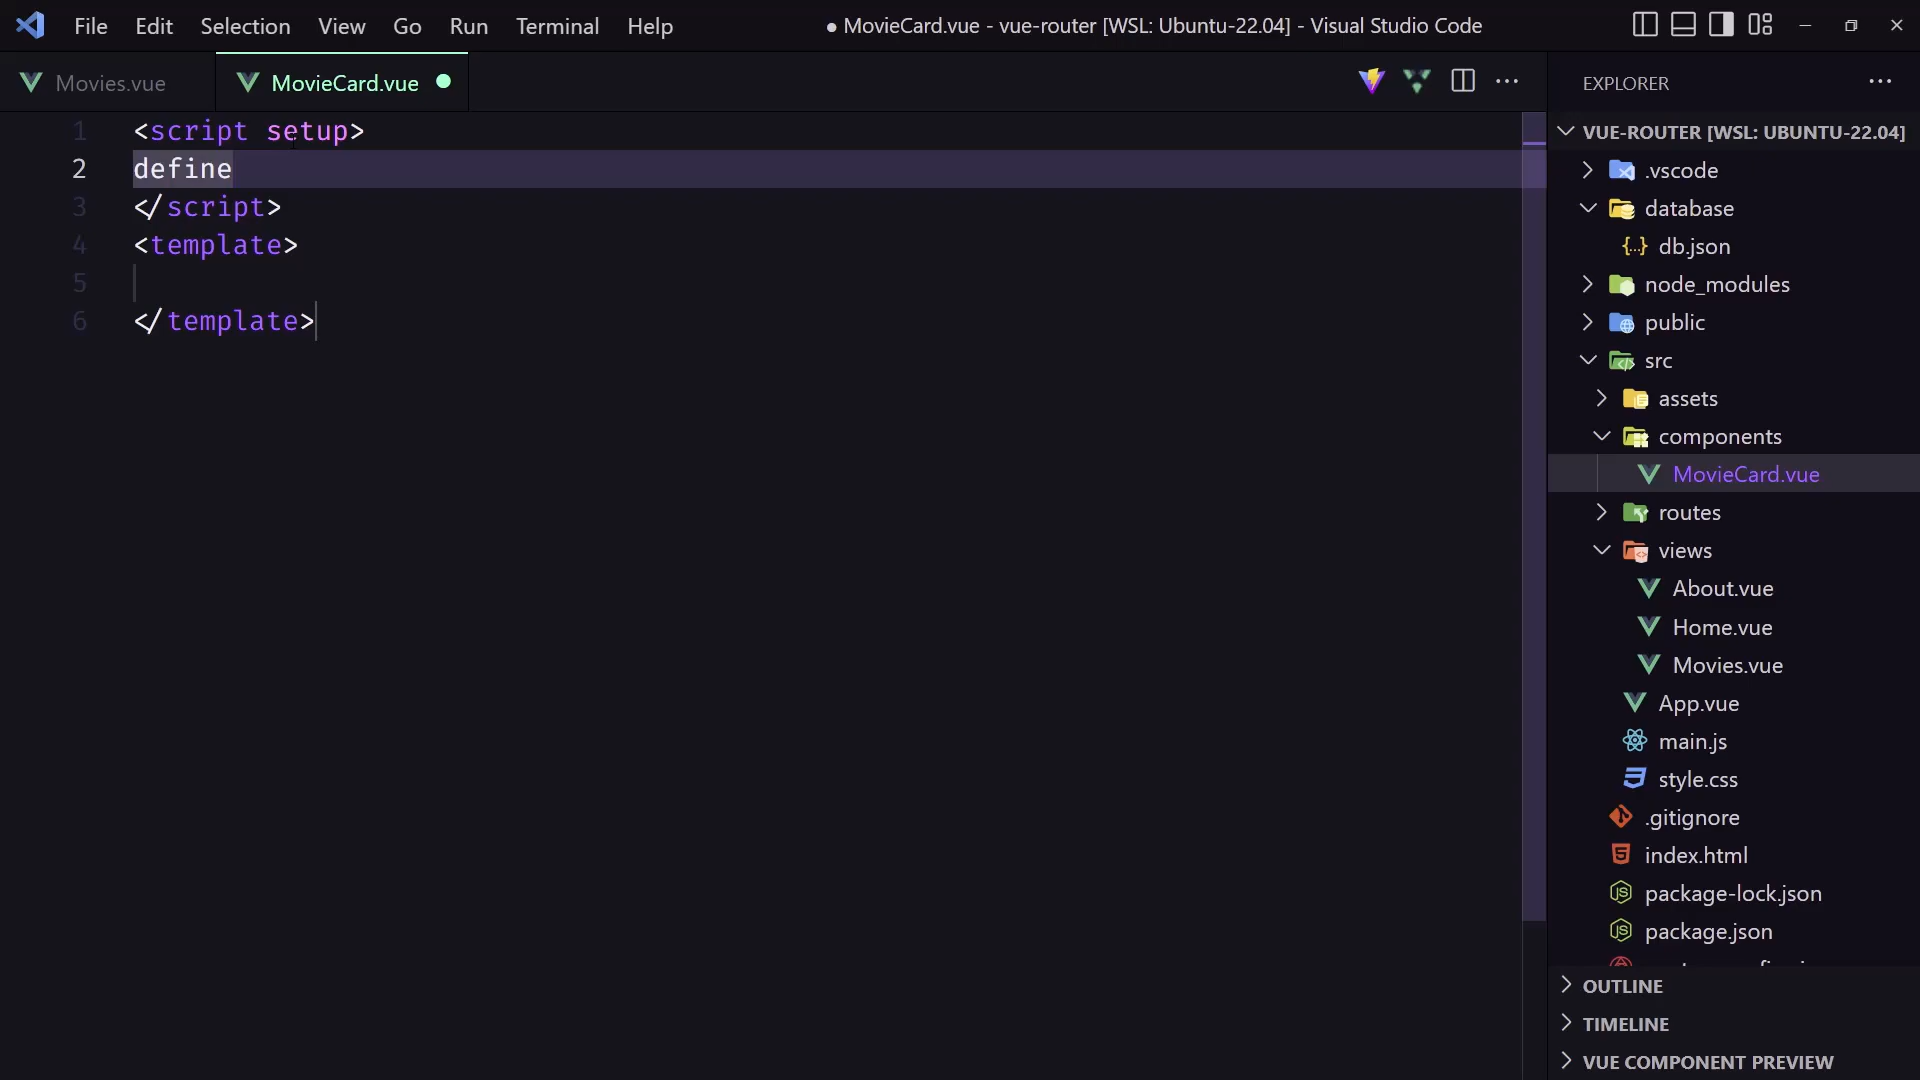 File Edit Selection View Go Run Terminal Help
● MovieCard.vue - vue-router [WSL: Ubuntu-22.04] - Visual Studio Code
Movies.vue
MovieCard.vue
1 <script setup>
2 define
3 </script>
4 <template>
5
6 </template>
EXPLORER
VUE-ROUTER [WSL: UBUNTU-22.04]
.vscode
database
db.json
node_modules
public
src
assets
components
MovieCard.vue
routes
views
About.vue
Home.vue
Movies.vue
App.vue
main.js
style.css
.gitignore
index.html
package-lock.json
package.json
OUTLINE
TIMELINE
VUE COMPONENT PREVIEW